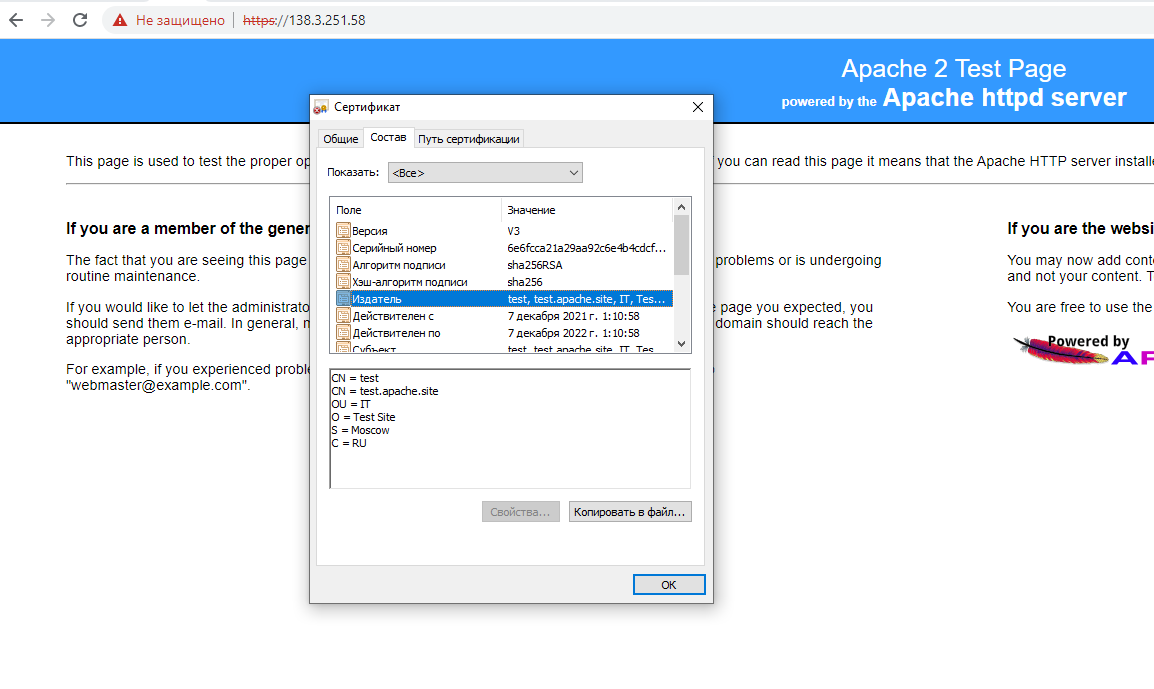 Не защищено https://138.3.251.58
Apache 2 Test Page
powered by the Apache httpd server
Сертификат
Общие Состав Путь сертификации
Показать: <Все>
Поле Значение
Версия V3
Серийный номер 6e6fcca21a29aa92c6e4b4cdcf...
Алгоритм подписи sha256RSA
Хэш-алгоритм подписи sha256
Издатель test, test.apache.site, IT, Tes...
Действителен с 7 декабря 2021 г. 1:10:58
Действителен по 7 декабря 2022 г. 1:10:58
Субъект test, test.apache.site, IT, Tes
CN = test
CN = test.apache.site
OU = IT
O = Test Site
S = Moscow
C = RU
Свойства... Копировать в файл...
OK
This page is used to test the proper op
you can read this page it means that the Apache HTTP server installe
If you are a member of the gener
The fact that you are seeing this page
problems or is undergoing
routine maintenance.
If you would like to let the administrato
page you expected, you
should send them e-mail. In general, m
domain should reach the
appropriate person.
For example, if you experienced proble
"webmaster@example.com".
If you are the websi
You may now add conte
and not your content. T
You are free to use the
Powered by
AP